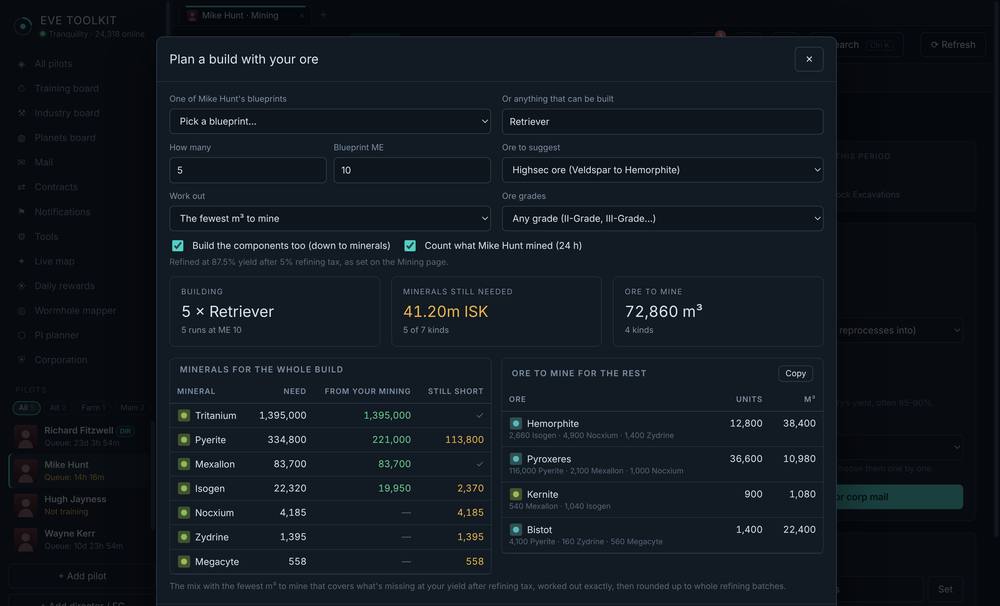 EVE TOOLKIT
Tranquility · 24,318 online
Mike Hunt · Mining
× +
Search Ctrl K
Refresh
All pilots
Training board
Industry board
Planets board
Mail
Contracts
Notifications
Tools
Live map
Daily rewards
Wormhole mapper
PI planner
Corporation
PILOTS
Richard Fitzwell DIR
Queue: 23d 3h 54m
Mike Hunt
Queue: 14h 16m
Hugh Jayness
Not training
Wayne Kerr
Queue: 10d 23h 54m
+ Add pilot
Plan a build with your ore
×
One of Mike Hunt's blueprints
Or anything that can be built
Pick a blueprint...
Retriever
How many
Blueprint ME
Ore to suggest
5
10
Highsec ore (Veldspar to Hemorphite)
Work out
Ore grades
The fewest m³ to mine
Any grade (II-Grade, III-Grade...)
Build the components too (down to minerals)
Count what Mike Hunt mined (24 h)
Refined at 87.5% yield after 5% refining tax, as set on the Mining page.
BUILDING
5 × Retriever
5 runs at ME 10
MINERALS STILL NEEDED
41.20m ISK
5 of 7 kinds
ORE TO MINE
72,860 m³
4 kinds
MINERALS FOR THE WHOLE BUILD
MINERAL NEED FROM YOUR MINING STILL SHORT
Tritanium 1,395,000 1,395,000 ✓
Pyerite 334,800 221,000 113,800
Mexallon 83,700 83,700 ✓
Isogen 22,320 19,950 2,370
Nocxium 4,185 — 4,185
Zydrine 1,395 — 1,395
Megacyte 558 — 558
ORE TO MINE FOR THE REST
Copy
ORE UNITS M³
Hemorphite 12,800 38,400
2,660 Isogen · 4,900 Nocxium · 1,400 Zydrine
Pyroxeres 36,600 10,980
116,000 Pyerite · 2,100 Mexallon · 1,000 Nocxium
Kernite 900 1,080
540 Mexallon · 1,040 Isogen
Bistot 1,400 22,400
4,100 Pyerite · 160 Zydrine · 560 Megacyte
The mix with the fewest m³ to mine that covers what's missing at your yield after refining tax, worked out exactly, then rounded up to whole refining batches.
THIS PERIOD
reprocesses into)
or corp mail
Set